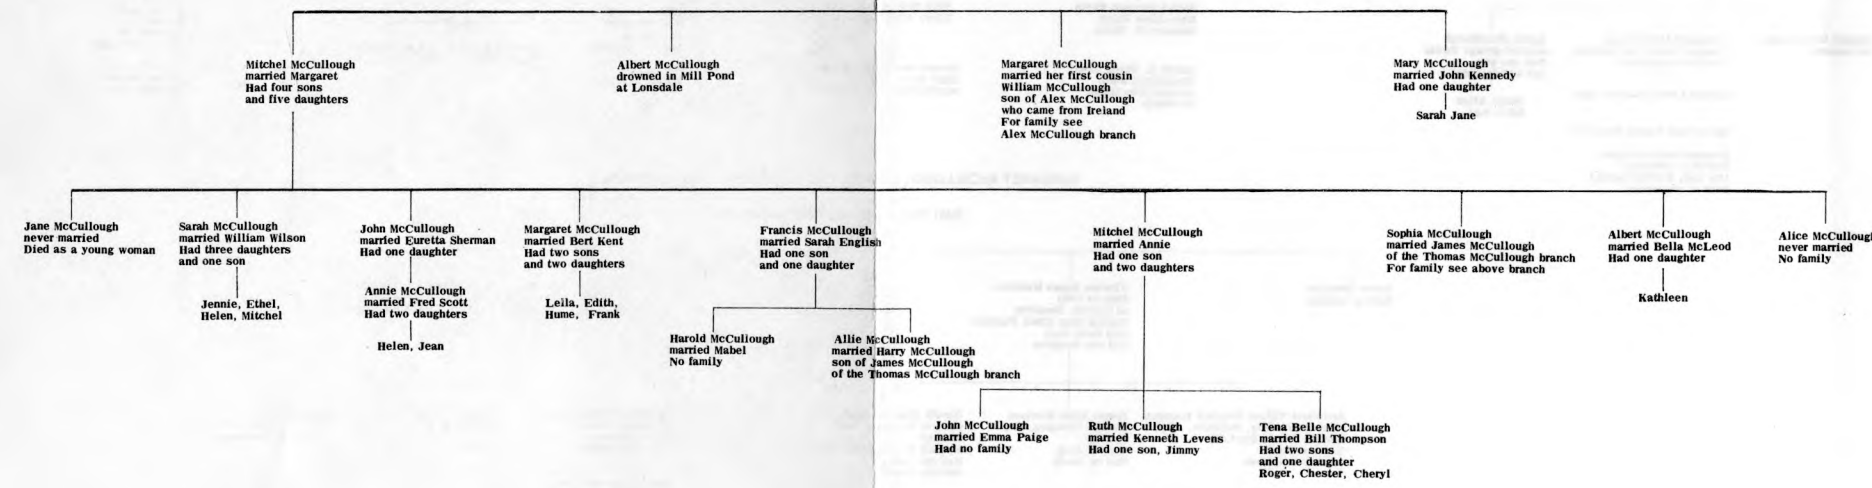 Mitchel McCullough
married Margaret
Had four sons
and five daughters
Albert McCullough
drowned in Mill Pond
at Lonsdale
Margaret McCullough
married her first cousin
William McCullough
son of Alex McCullough
who came from Ireland
For family see
Alex McCullough branch
Mary McCullough
married John Kennedy
Had one daughter
Sarah Jane
Jane McCullough
never married
Died as a young woman
Sarah McCullough
married William Wilson
Had three daughters
and one son
Jennie, Ethel,
Helen, Mitchel
John McCullough
married Euretta Sherman
Had one daughter
Annie McCullough
married Fred Scott
Had two daughters
Helen, Jean
Margaret McCullough
married Bert Kent
Had two sons
and two daughters
Leila, Edith,
Hume, Frank
Francis McCullough
married Sarah English
Had one son
and one daughter
Harold McCullough
married Mabel
No family
Allie McCullough
married Harry McCullough
son of James McCullough
of the Thomas McCullough branch
Mitchel McCullough
married Annie
Had one son
and two daughters
John McCullough
married Emma Paige
Had no family
Ruth McCullough
married Kenneth Levens
Had one son, Jimmy
Tena Belle McCullough
married Bill Thompson
Had two sons
and one daughter
Roger, Chester, Cheryl
Sophia McCullough
married James McCullough
of the Thomas McCullough branch
For family see above branch
Albert McCullough
married Bella McLeod
Had one daughter
Kathleen
Alice McCullough
never married
No family